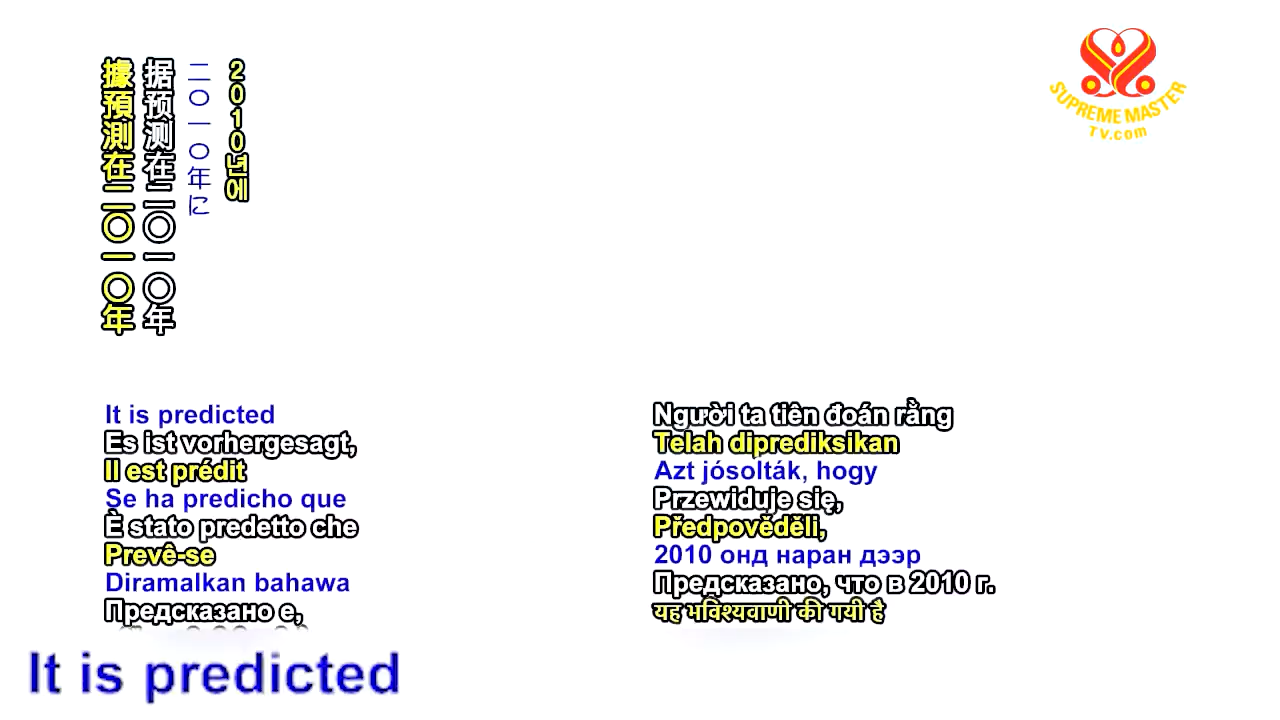 據預測在二〇一〇年
据预测在二〇一〇年
二〇一〇年に
2010년에
SUPREME MASTER
TV.com
It is predicted
Es ist vorhergesagt,
Il est prédit
Se ha predicho que
È stato predetto che
Prevê-se
Diramalkan bahawa
Предсказано е,
Người ta tiên đoán rằng
Telah diprediksikan
Azt jósolták, hogy
Przewiduje się,
Předpověděli,
2010 онд наран дээр
Предсказано, что в 2010 г.
यह भविश्यवाणी की गयी है
It is predicted